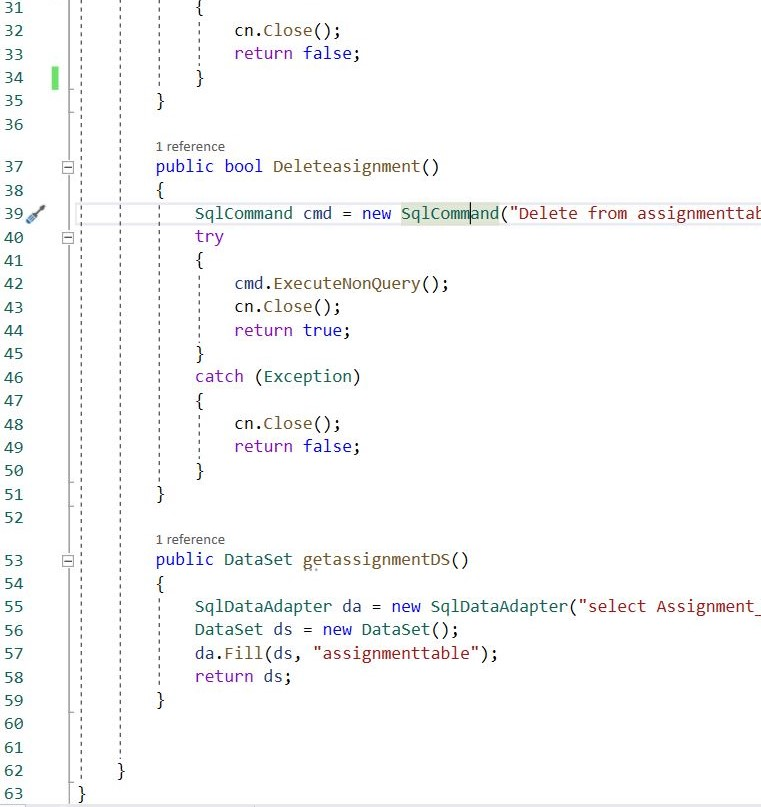 31 {
32 cn.Close();
33 return false;
34 }
35 }
36
1 reference
37 public bool Deleteasignment()
38 {
39 SqlCommand cmd = new SqlCommand("Delete from assignmenttab
40 try
41 {
42 cmd.ExecuteNonQuery();
43 cn.Close();
44 return true;
45 }
46 catch (Exception)
47 {
48 cn.Close();
49 return false;
50 }
51 }
52
1 reference
53 public DataSet getassignmentDS()
54 {
55 SqlDataAdapter da = new SqlDataAdapter("select Assignment_
56 DataSet ds = new DataSet();
57 da.Fill(ds, "assignmenttable");
58 return ds;
59 }
60
61
62 }
63 }